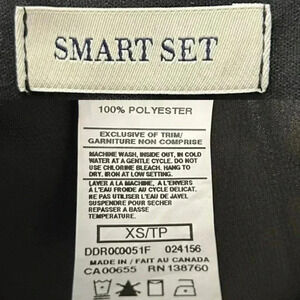 SMART SET
100% POLYESTER
EXCLUSIVE OF TRIM/
GARNITURE NON COMPRISE
MACHINE WASH, INSIDE OUT, IN COLD
WATER AT A GENTLE CYCLE. DO NOT
USE CHLORINE BLEACH. HANG TO
DRY. IRON AT LOW SETTING.
LAVER A LA MACHINE, A L'ENVERS
A L'EAU FROIDE AU CYCLE DELICAT.
NE PAS UTILISER L'EAU DE JAVEL
SUSPENDRE POUR SECHER
REPASSER A BASSE
TEMPERATURE.
XS/TP
DDR000051F 024156
MADE IN / FAIT AU CANADA
CA00655 RN 138760